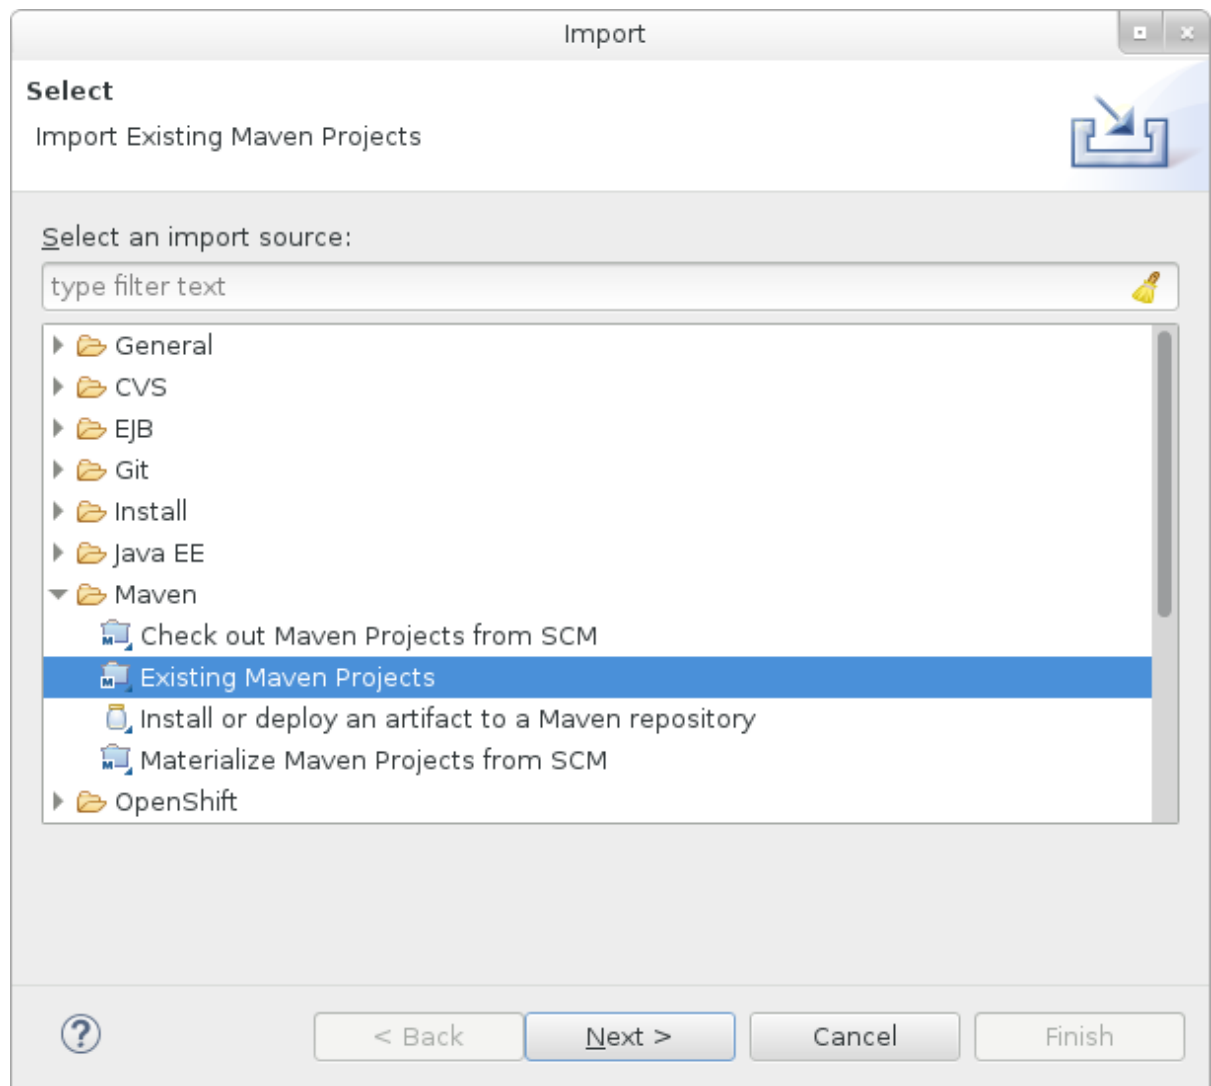 Import
Select
Import Existing Maven Projects
Select an import source:
type filter text
General
CVS
EJB
Git
Install
Java EE
Maven
Check out Maven Projects from SCM
Existing Maven Projects
Install or deploy an artifact to a Maven repository
Materialize Maven Projects from SCM
OpenShift
< Back Next > Cancel Finish